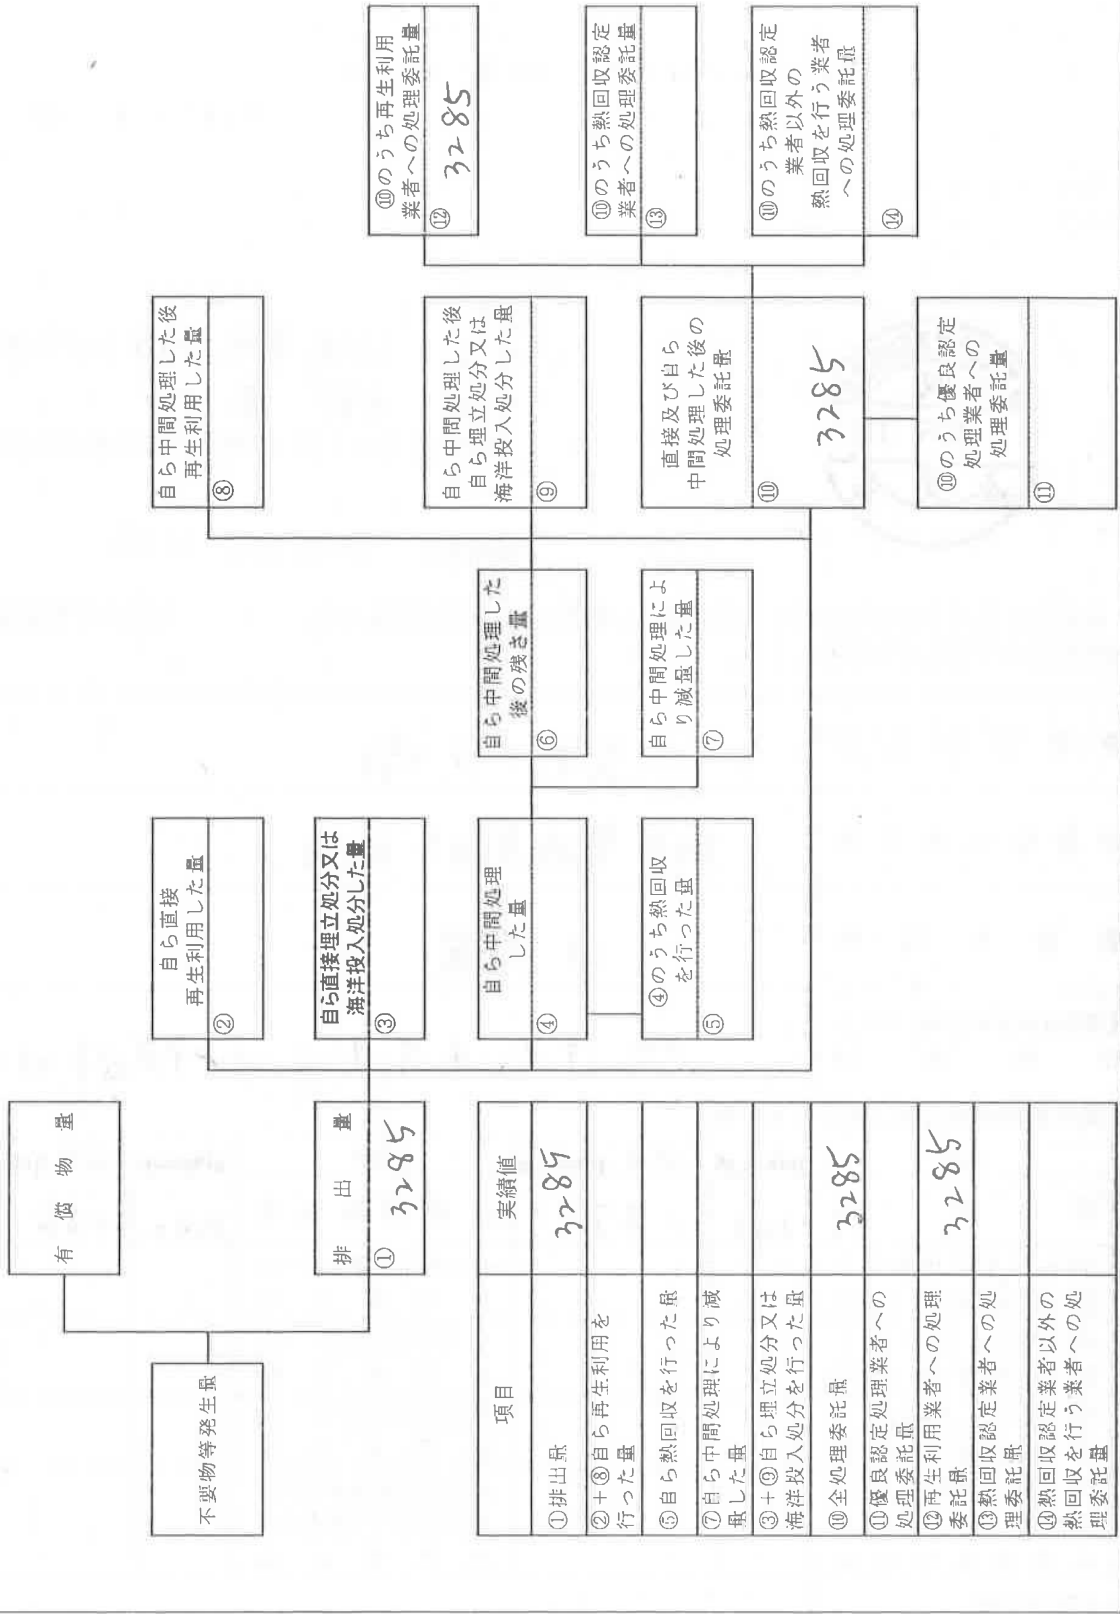 有償物量
不要物等発生量
排出量
① 3285
自ら直接
再生利用した量
②
自ら直接埋立処分又は
海洋投入処分した量
③
自ら中間処理
した量
④
④のうち熱回収
を行った量
⑤
自ら中間処理した
後の残さ量
⑥
自ら中間処理によ
り減量した量
⑦
自ら中間処理した後
再生利用した量
⑧
自ら中間処理した後
自ら埋立処分又は
海洋投入処分した量
⑨
直接及び自ら
中間処理した後の
処理委託量
⑩
3285
⑩のうち優良認定
処理業者への
処理委託量
⑪
⑩のうち再生利用
業者への処理委託量
⑫
3285
⑩のうち熱回収認定
業者への処理委託量
⑬
⑩のうち熱回収認定
業者以外の
熱回収を行う業者
への処理委託量
⑭
項目 実績値
①排出量 3285
②+⑧自ら再生利用を
行った量
⑤自ら熱回収を行った量
⑦自ら中間処理により減
量した量
③+⑨自ら埋立処分又は
海洋投入処分を行った量
⑩全処理委託量 3285
⑪優良認定処理業者への
処理委託量
⑫再生利用業者への処理
委託量 3285
⑬熱回収認定業者への処
理委託量
⑭熱回収認定業者以外の
熱回収を行う業者への処
理委託量